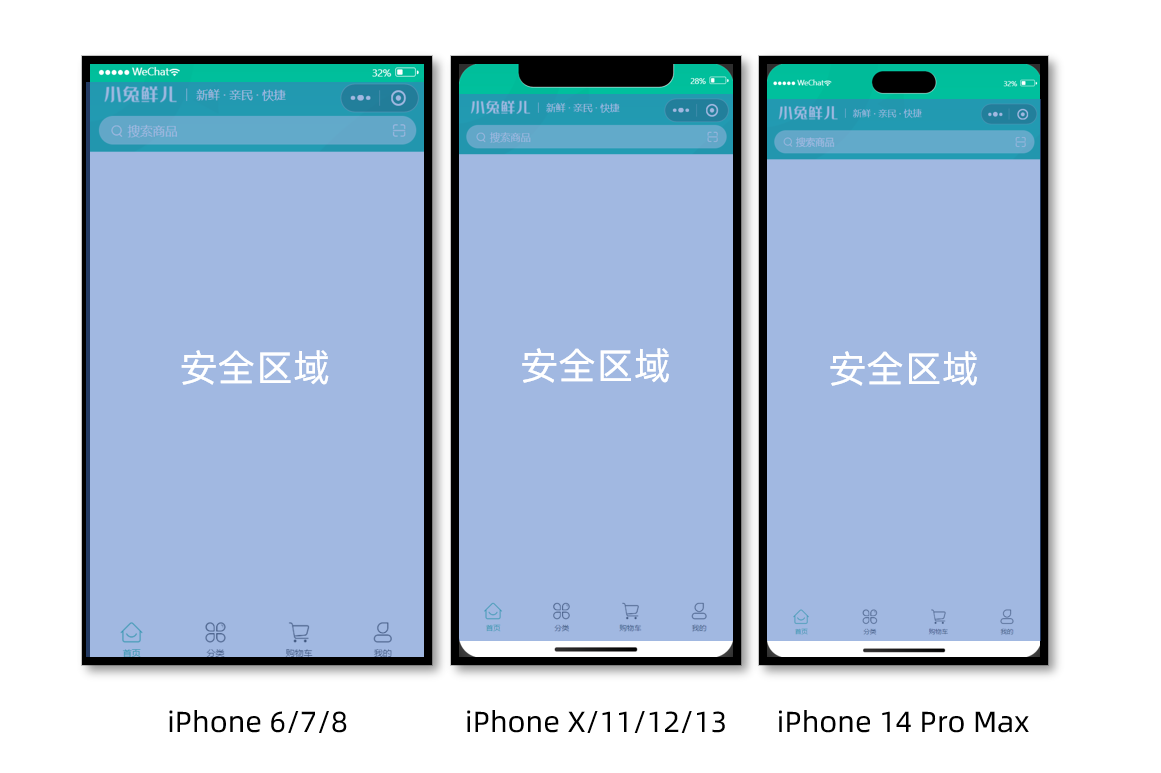 ●●●●● WeChat 32%
小兔鲜儿 | 新鲜 · 亲民 · 快捷
搜索商品
安全区域
首页 分类 购物车 我的
iPhone 6/7/8
28%
小兔鲜儿 | 新鲜 · 亲民 · 快捷
搜索商品
安全区域
首页 分类 购物车 我的
iPhone X/11/12/13
●●●●● WeChat 32%
小兔鲜儿 | 新鲜 · 亲民 · 快捷
搜索商品
安全区域
首页 分类 购物车 我的
iPhone 14 Pro Max